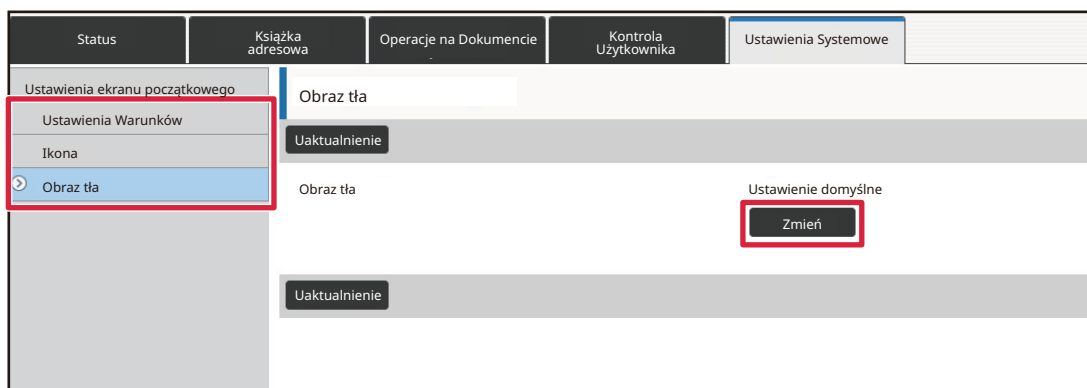 Status
Książka
adresowa
Operacje na Dokumencie
Kontrola
Użytkownika
Ustawienia Systemowe
Ustawienia ekranu początkowego
Ustawienia Warunków
Ikona
Obraz tła
Obraz tła
Uaktualnienie
Obraz tła
Ustawienie domyślne
Zmień
Uaktualnienie